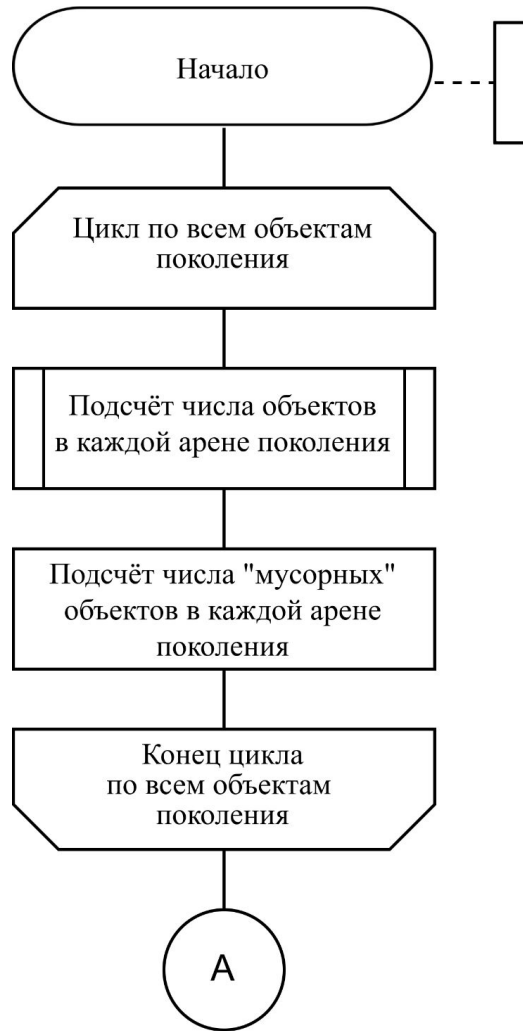 Начало
Цикл по всем объектам
поколения
Подсчёт числа объектов
в каждой арене поколения
Подсчёт числа "мусорных"
объектов в каждой арене
поколения
Конец цикла
по всем объектам
поколения
А